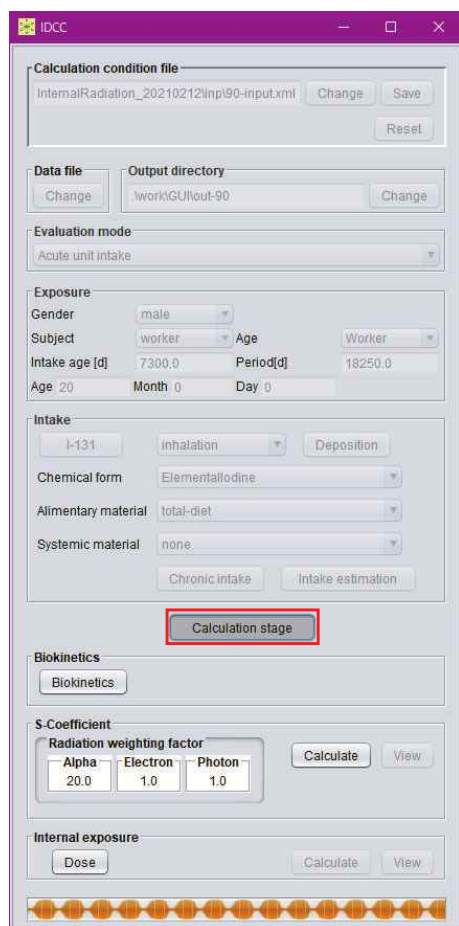 IDCC
Calculation condition file
InternalRadiation_20210212\inp\90-input.xml Change Save
Reset
Data file Output directory
Change .\work\GUI\out-90 Change
Evaluation mode
Acute unit intake
Exposure
Gender male
Subject worker Age Worker
Intake age [d] 7300.0 Period[d] 18250.0
Age 20 Month 0 Day 0
Intake
I-131 inhalation Deposition
Chemical form ElementalIodine
Alimentary material total-diet
Systemic material none
Chronic intake Intake estimation
Calculation stage
Biokinetics
Biokinetics
S-Coefficient
Radiation weighting factor
Alpha Electron Photon Calculate View
20.0 1.0 1.0
Internal exposure
Dose Calculate View